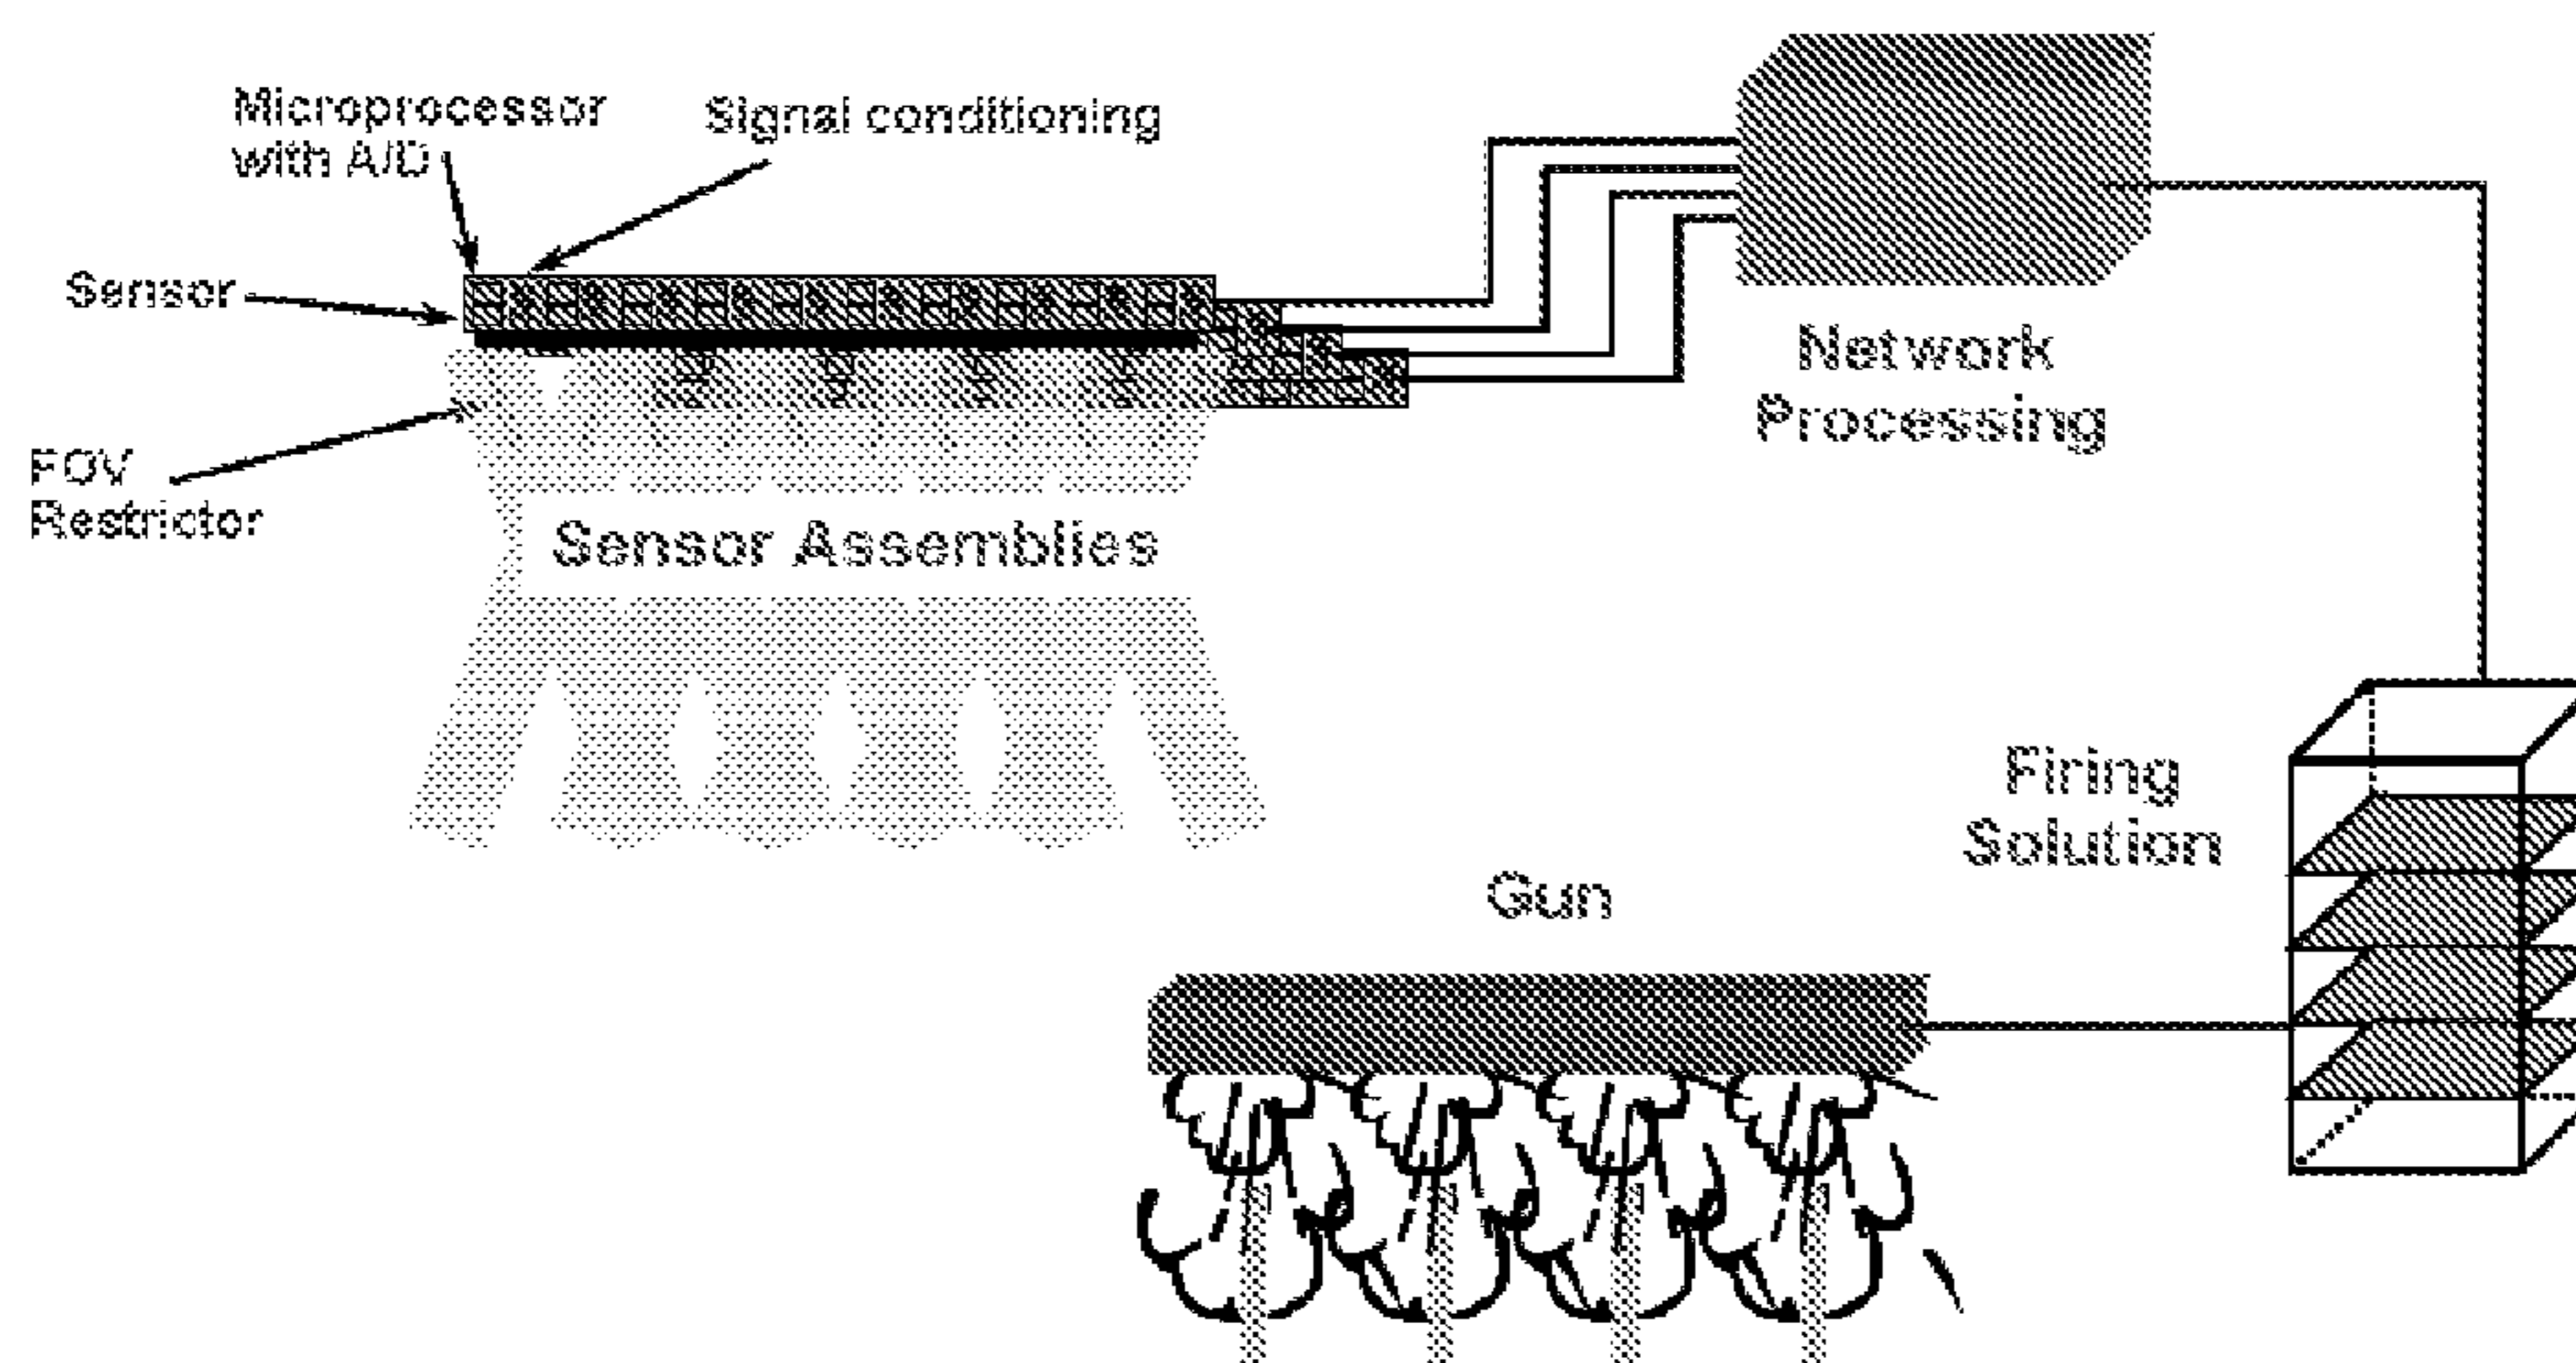 Microprocessor
with A/D
Signal conditioning
Sensor
FOV
Restrictor
Sensor Assemblies
Network
Processing
Firing
Solution
Gun